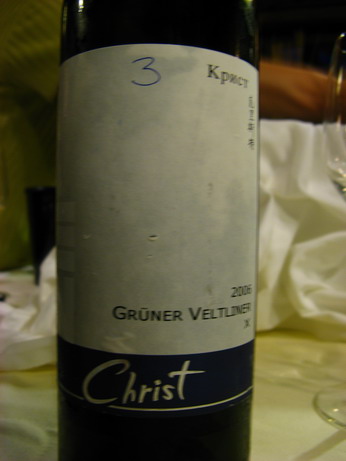 3
Крист
2006
GRÜNER VELTLINER
X
Christ